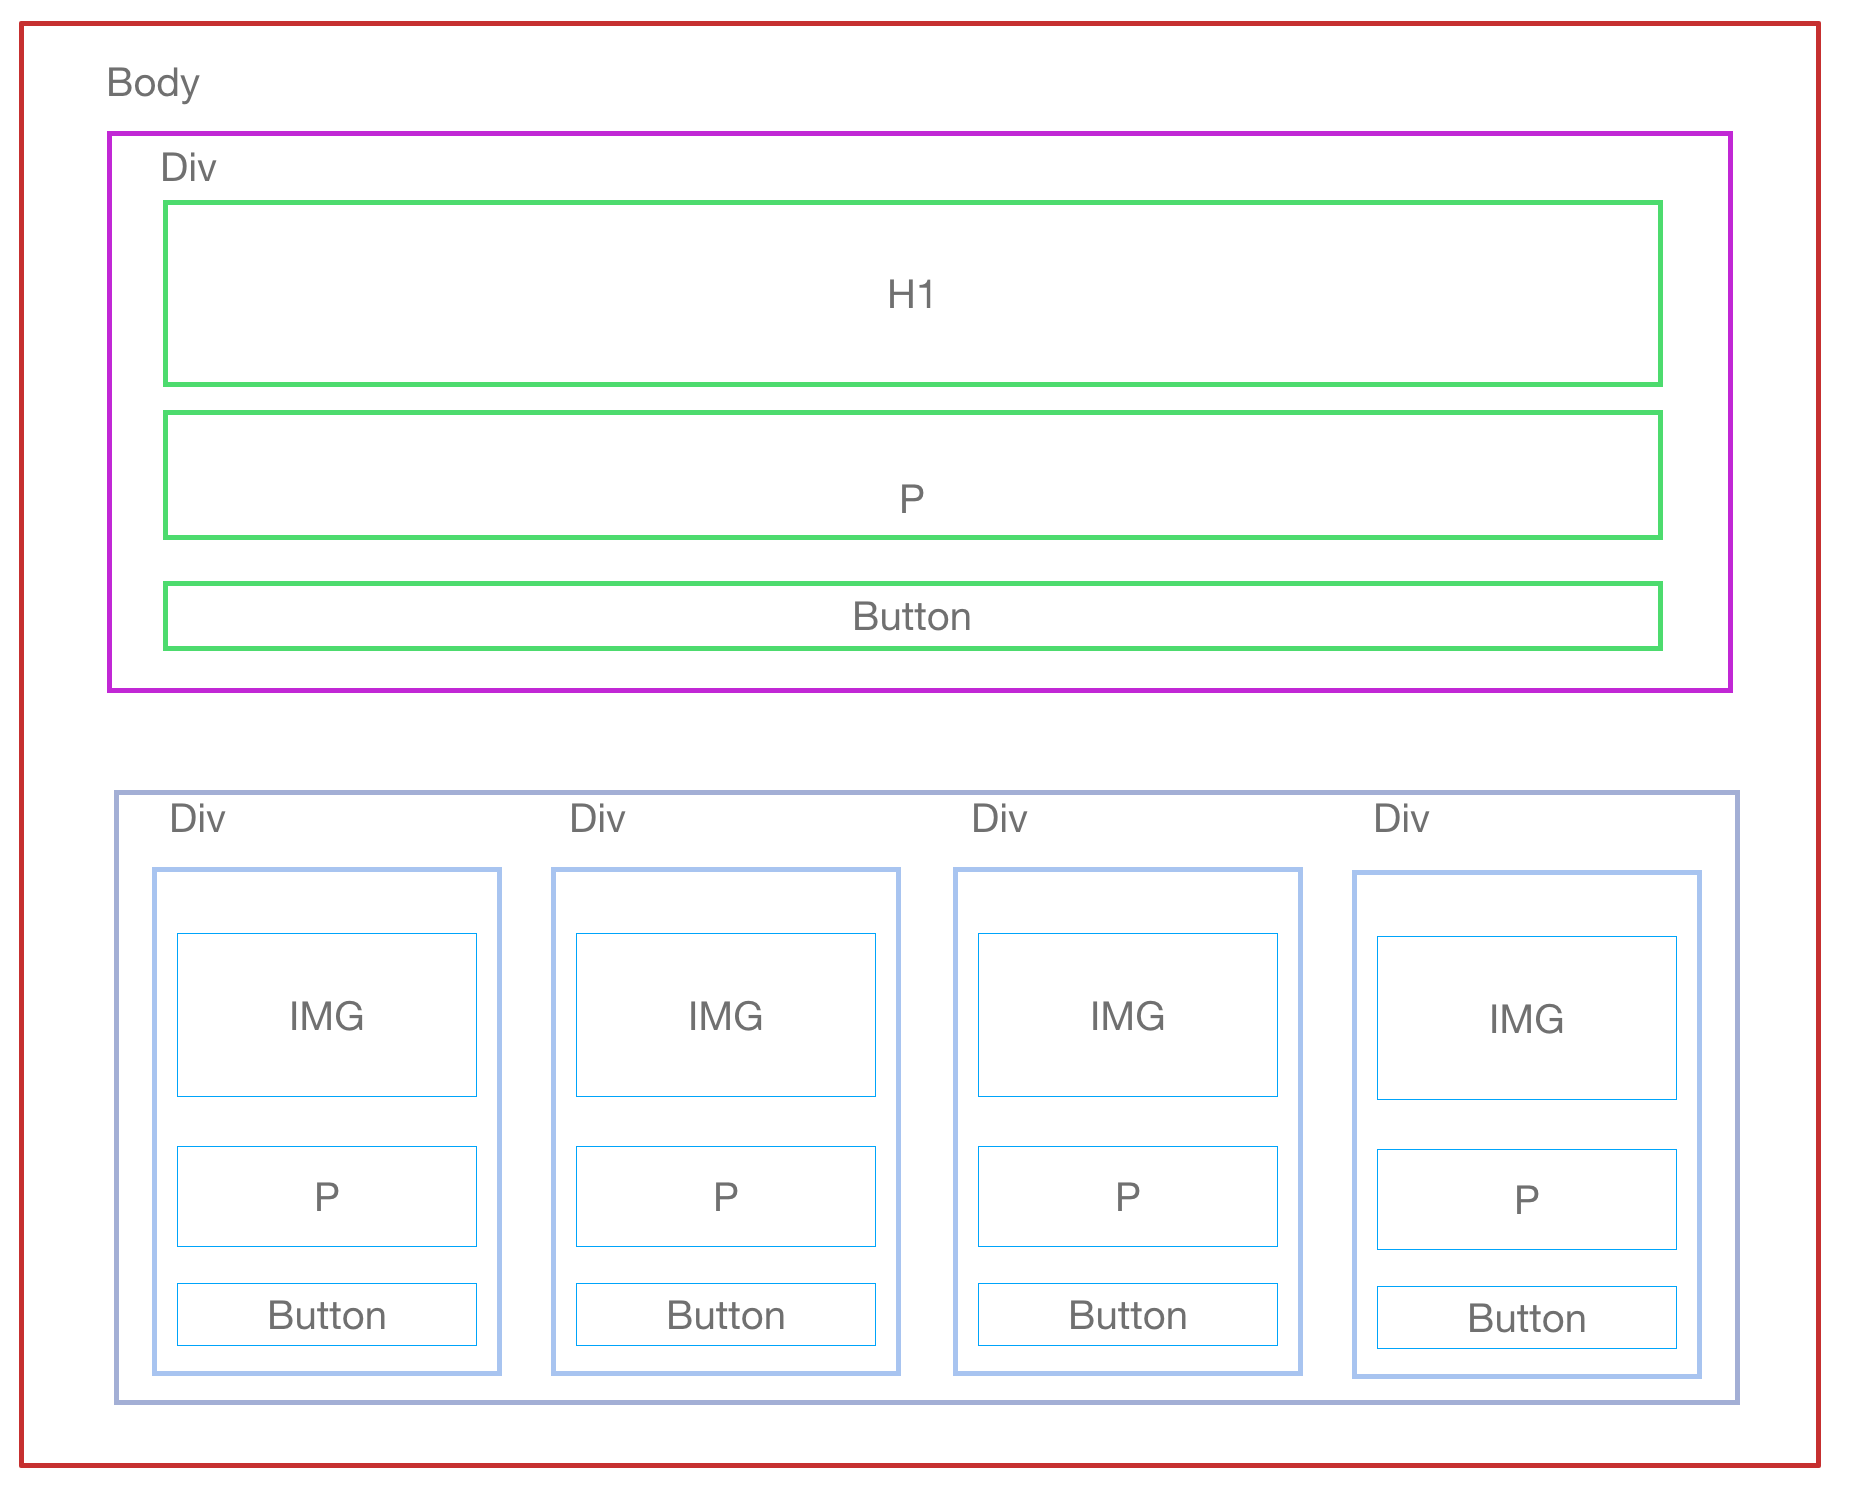 Body
Div
H1
P
Button
Div Div Div Div
IMG IMG IMG IMG
P P P P
Button Button Button Button